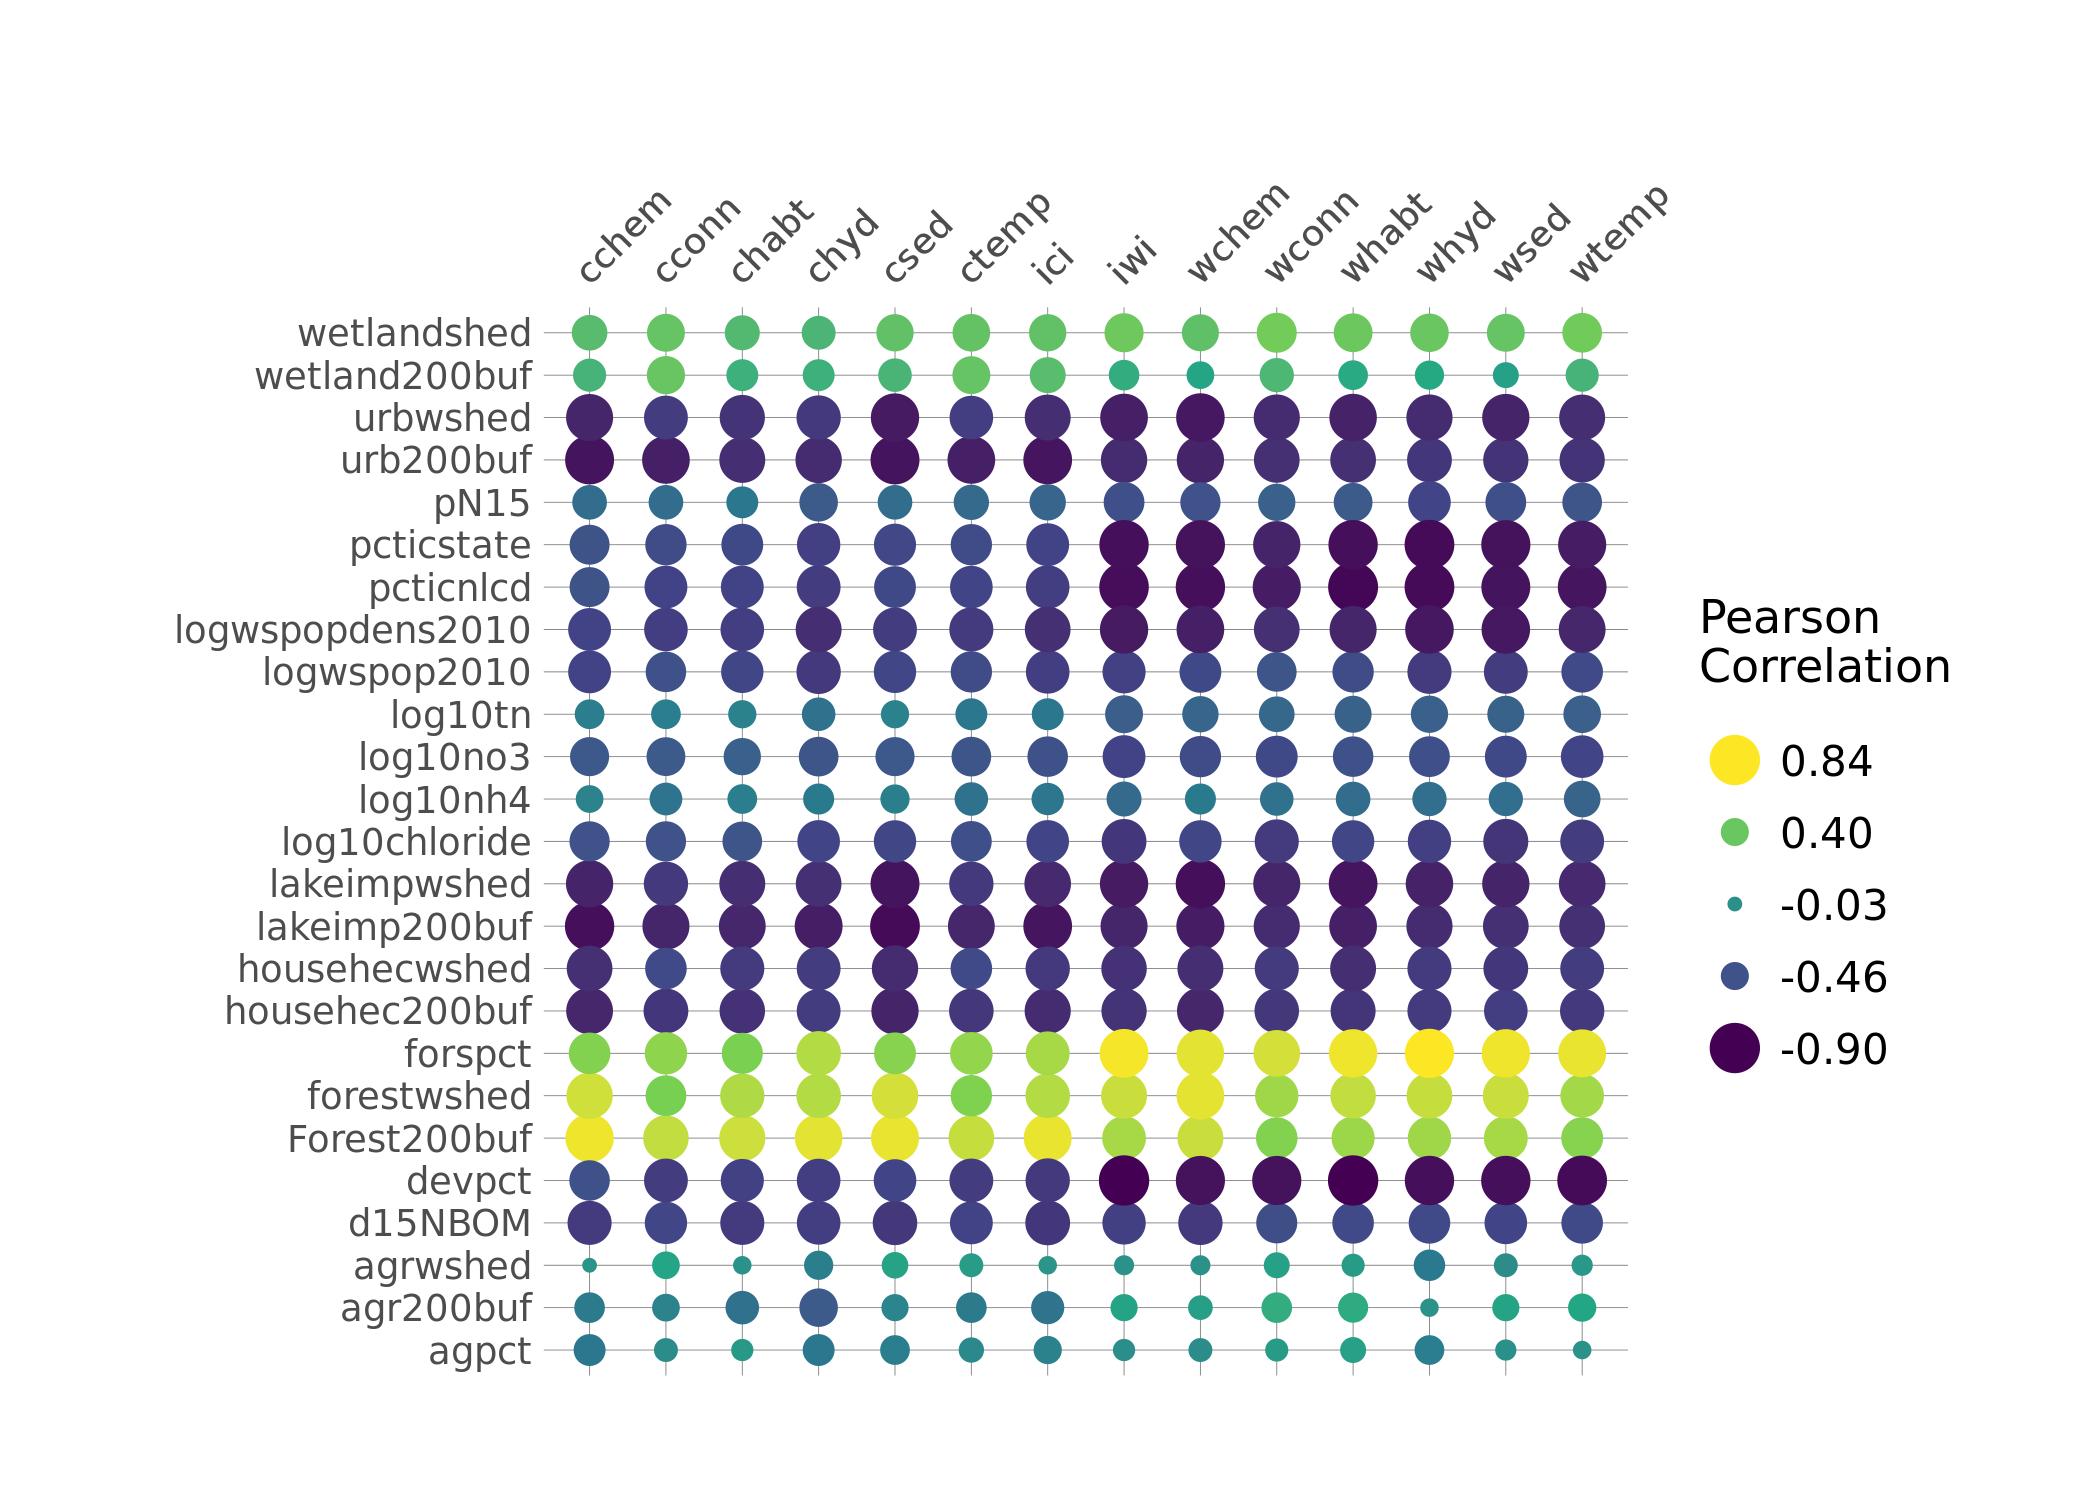 cchem
cconn
chabt
chyd
csed
ctemp
ici
iwi
wchem
wconn
whabt
whyd
wsed
wtemp
wetlandshed
wetland200buf
urbwshed
urb200buf
pN15
pcticstate
pcticnlcd
logwspopdens2010
logwspop2010
log10tn
log10no3
log10nh4
log10chloride
lakeimpwshed
lakeimp200buf
househecwshed
househec200buf
forspct
forestwshed
Forest200buf
devpct
d15NBOM
agrwshed
agr200buf
agpct
Pearson
Correlation
0.84
0.40
-0.03
-0.46
-0.90